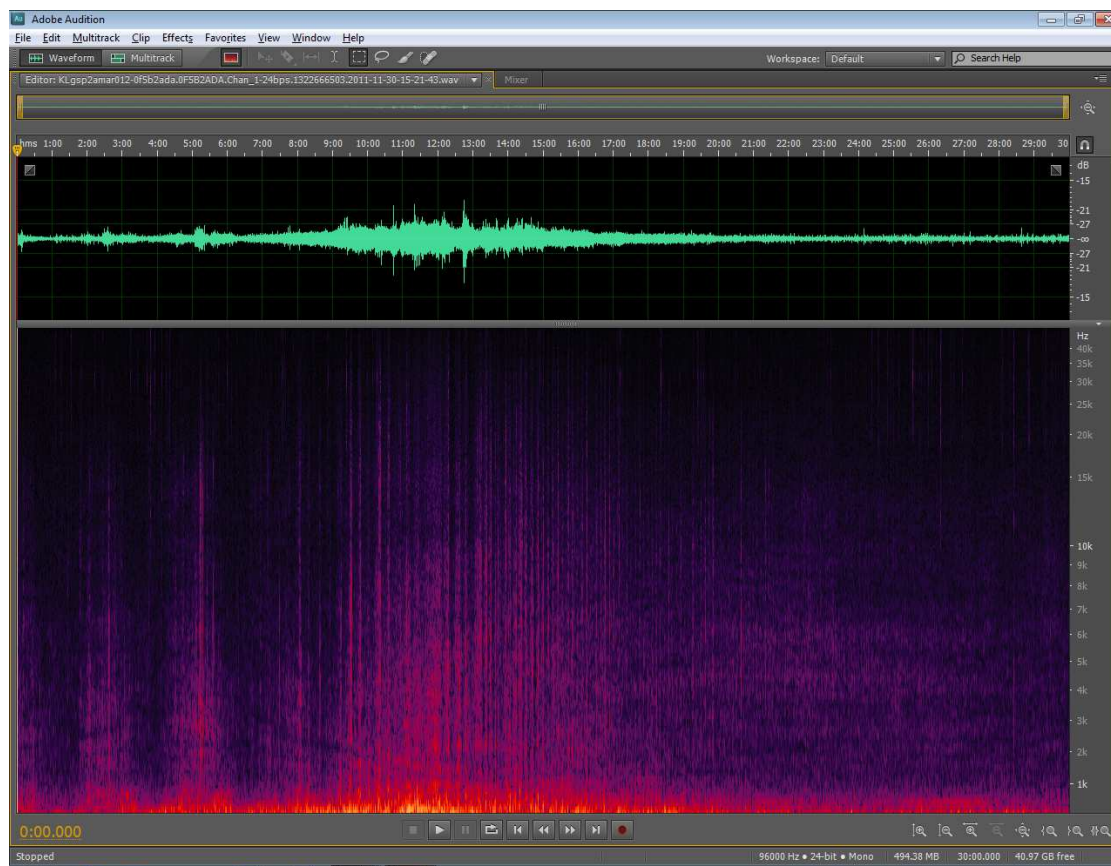 Au Adobe Audition
File Edit Multitrack Clip Effects Favorites View Window Help
Waveform Multitrack Workspace: Default Search Help
Editor: KLgsp2amar012-0f5b2ada.0F5B2ADA.Chan_1-24bps.1322666503.2011-11-30-15-21-43.wav Mixer
hms 1:00 2:00 3:00 4:00 5:00 6:00 7:00 8:00 9:00 10:00 11:00 12:00 13:00 14:00 15:00 16:00 17:00 18:00 19:00 20:00 21:00 22:00 23:00 24:00 25:00 26:00 27:00 28:00 29:00 30
dB
-15
-21
-27
-∞
-27
-21
-15
Hz
40k
35k
30k
25k
20k
15k
10k
9k
8k
7k
6k
5k
4k
3k
2k
1k
0:00.000
Stopped 96000 Hz • 24-bit • Mono 494.38 MB 30:00.000 40.97 GB free